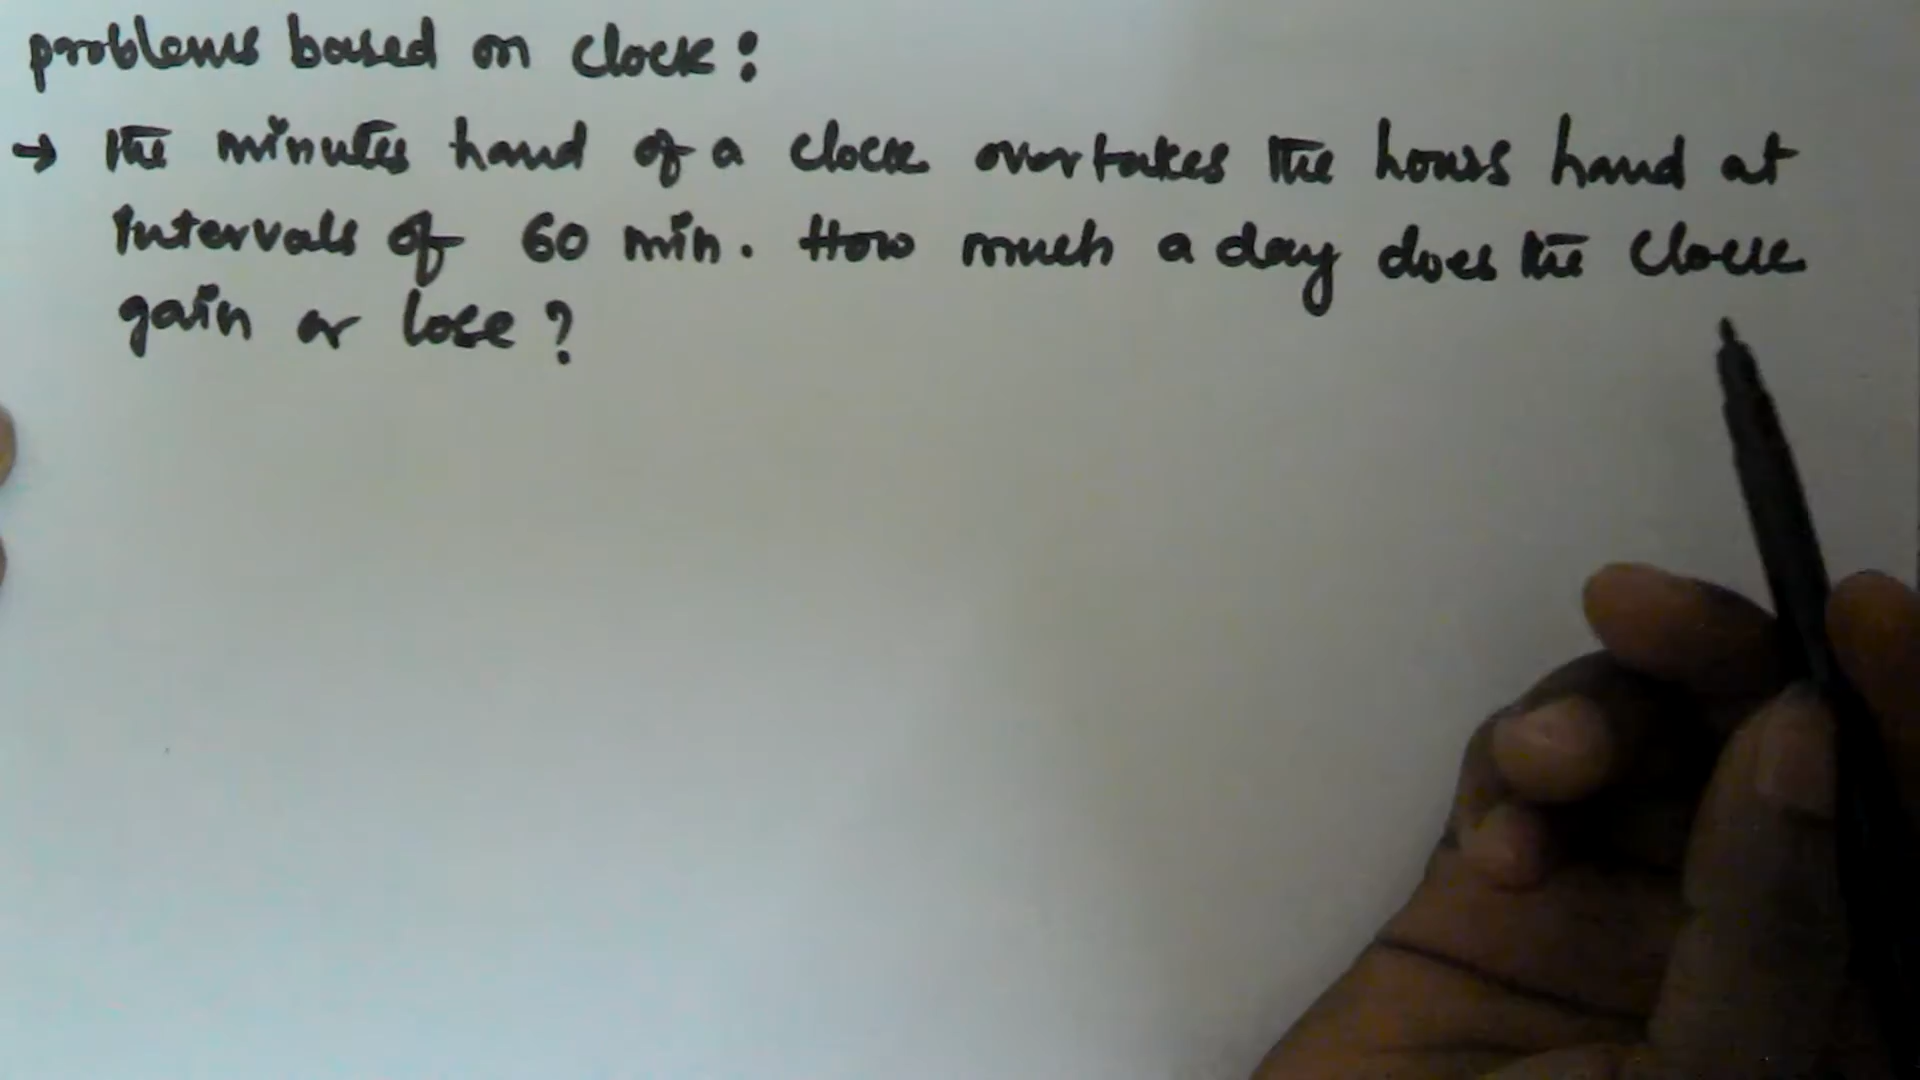 problems based on clock :
→ The minutes hand of a clock overtakes the hours hand at
intervals of 60 min. How much a day does the clock
gain or lose ?